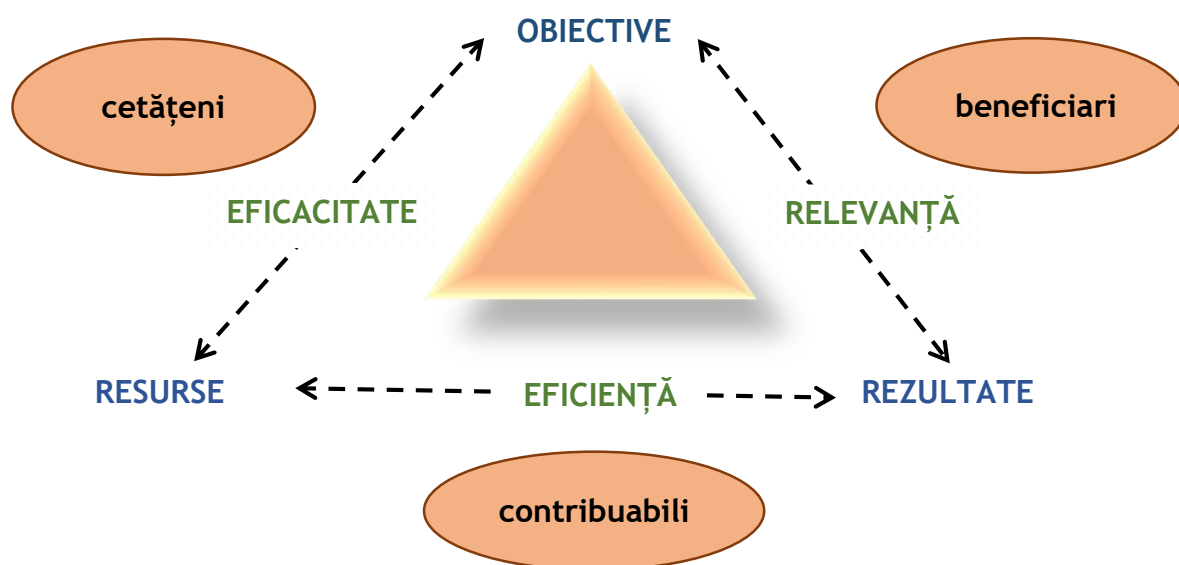 OBIECTIVE
cetățeni
beneficiari
EFICACITATE
RELEVANȚĂ
RESURSE
EFICIENȚĂ
REZULTATE
contribuabili